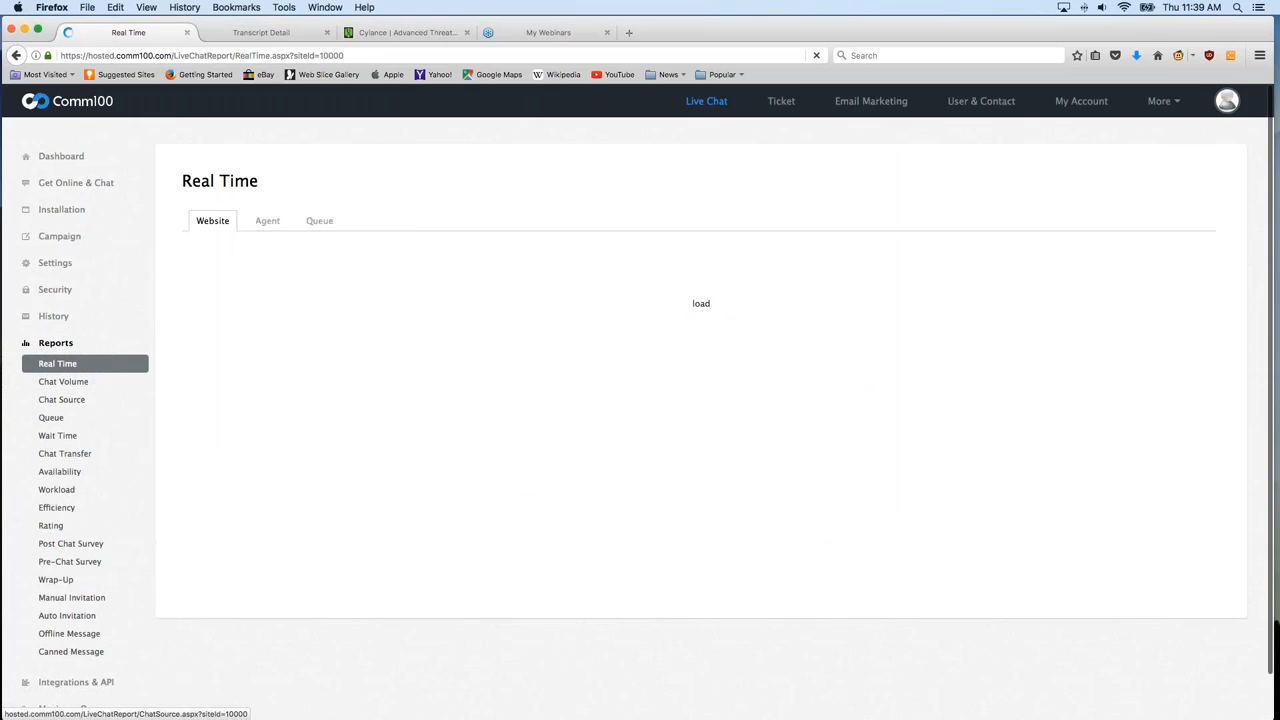 Firefox File Edit View History Bookmarks Tools Window Help Thu 11:39 AM
Real Time × Transcript Detail × Cylance | Advanced Threat... × My Webinars × +
https://hosted.comm100.com/LiveChatReport/RealTime.aspx?siteId=10000 Search
Most Visited Suggested Sites Getting Started eBay Web Slice Gallery Apple Yahoo! Google Maps Wikipedia YouTube News Popular
Comm100 Live Chat Ticket Email Marketing User & Contact My Account More
Dashboard
Get Online & Chat
Installation
Campaign
Settings
Security
History
Reports
Real Time
Chat Volume
Chat Source
Queue
Wait Time
Chat Transfer
Availability
Workload
Efficiency
Rating
Post Chat Survey
Pre-Chat Survey
Wrap-Up
Manual Invitation
Auto Invitation
Offline Message
Canned Message
Integrations & API
Real Time
Website Agent Queue
load
hosted.comm100.com/LiveChatReport/ChatSource.aspx?siteId=10000